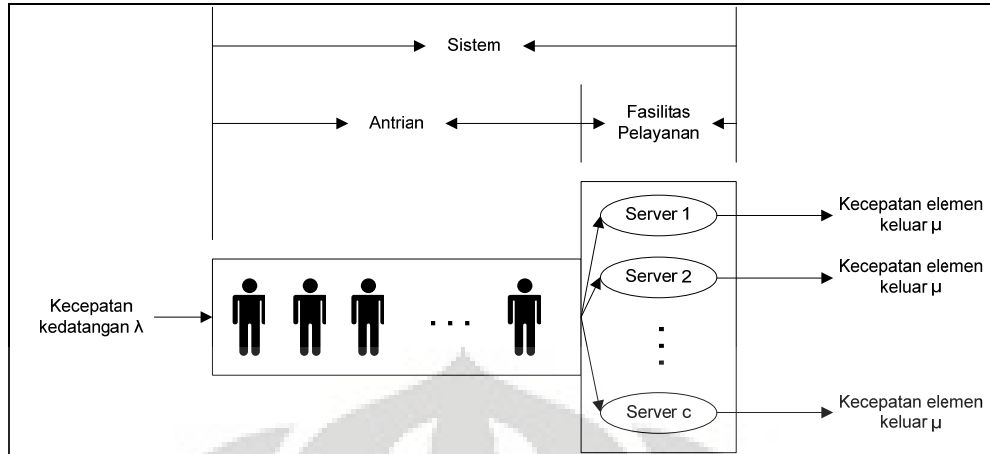 Sistem
Antrian
Fasilitas
Pelayanan
Kecepatan
kedatangan λ
. . .
Server 1
Kecepatan elemen
keluar μ
Server 2
Kecepatan elemen
keluar μ
Server c
Kecepatan elemen
keluar μ